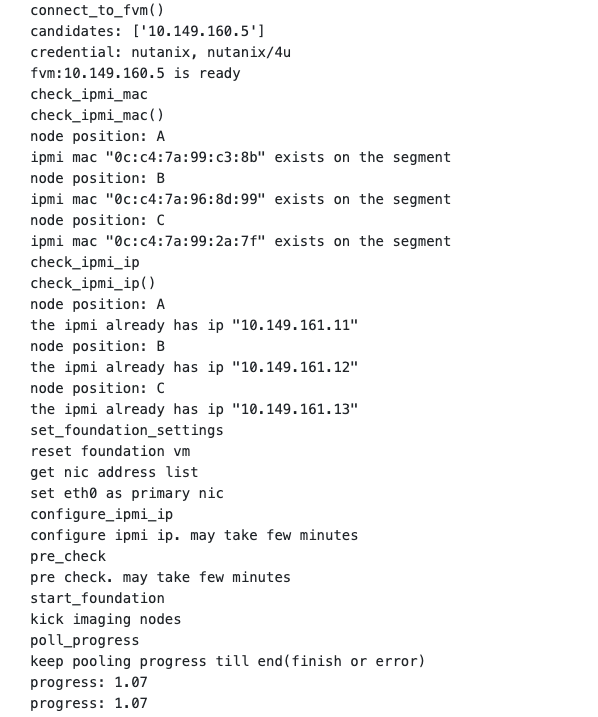 connect_to_fvm()
candidates: ['10.149.160.5']
credential: nutanix, nutanix/4u
fvm:10.149.160.5 is ready
check_ipmi_mac
check_ipmi_mac()
node position: A
ipmi mac "0c:c4:7a:99:c3:8b" exists on the segment
node position: B
ipmi mac "0c:c4:7a:96:8d:99" exists on the segment
node position: C
ipmi mac "0c:c4:7a:99:2a:7f" exists on the segment
check_ipmi_ip
check_ipmi_ip()
node position: A
the ipmi already has ip "10.149.161.11"
node position: B
the ipmi already has ip "10.149.161.12"
node position: C
the ipmi already has ip "10.149.161.13"
set_foundation_settings
reset foundation vm
get nic address list
set eth0 as primary nic
configure_ipmi_ip
configure ipmi ip. may take few minutes
pre_check
pre check. may take few minutes
start_foundation
kick imaging nodes
poll_progress
keep pooling progress till end(finish or error)
progress: 1.07
progress: 1.07